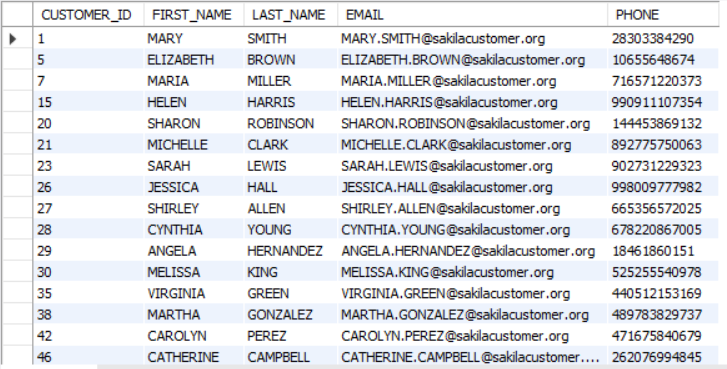 CUSTOMER_ID FIRST_NAME LAST_NAME EMAIL PHONE
1 MARY SMITH MARY.SMITH@sakilacustomer.org 28303384290
5 ELIZABETH BROWN ELIZABETH.BROWN@sakilacustomer.org 10655648674
7 MARIA MILLER MARIA.MILLER@sakilacustomer.org 716571220373
15 HELEN HARRIS HELEN.HARRIS@sakilacustomer.org 990911107354
20 SHARON ROBINSON SHARON.ROBINSON@sakilacustomer.org 144453869132
21 MICHELLE CLARK MICHELLE.CLARK@sakilacustomer.org 892775750063
23 SARAH LEWIS SARAH.LEWIS@sakilacustomer.org 902731229323
26 JESSICA HALL JESSICA.HALL@sakilacustomer.org 998009777982
27 SHIRLEY ALLEN SHIRLEY.ALLEN@sakilacustomer.org 665356572025
28 CYNTHIA YOUNG CYNTHIA.YOUNG@sakilacustomer.org 678220867005
29 ANGELA HERNANDEZ ANGELA.HERNANDEZ@sakilacustomer.org 18461860151
30 MELISSA KING MELISSA.KING@sakilacustomer.org 525255540978
35 VIRGINIA GREEN VIRGINIA.GREEN@sakilacustomer.org 440512153169
38 MARTHA GONZALEZ MARTHA.GONZALEZ@sakilacustomer.org 489783829737
42 CAROLYN PEREZ CAROLYN.PEREZ@sakilacustomer.org 471675840679
46 CATHERINE CAMPBELL CATHERINE.CAMPBELL@sakilacustomer.... 262076994845